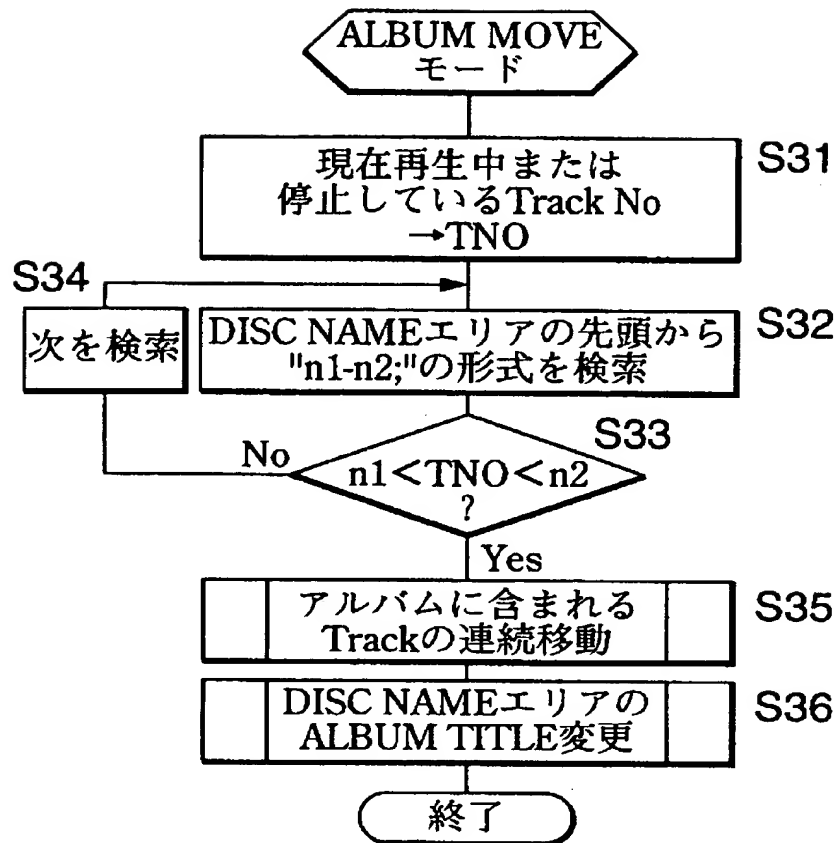 ALBUM MOVE
モード
S31
現在再生中または
停止しているTrack No
→TNO
S34
次を検索
S32
DISC NAMEエリアの先頭から
"n1-n2;"の形式を検索
S33
No
n1<TNO<n2
?
Yes
S35
アルバムに含まれる
Trackの連続移動
S36
DISC NAMEエリアの
ALBUM TITLE変更
終了